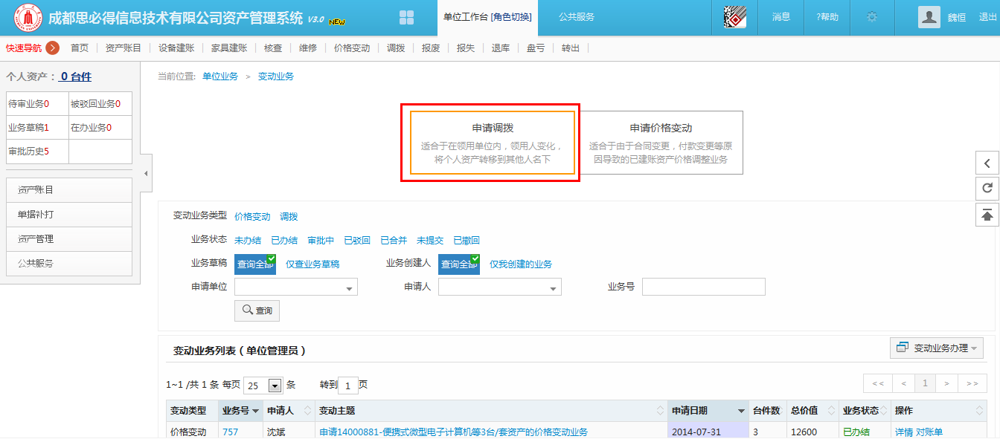 成都思必得信息技术有限公司资产管理系统 V3.0 NEW
单位工作台 [角色切换] 公共服务 消息 ?帮助 魏恒 退出
快速导航 首页 资产账目 设备建账 家具建账 核查 维修 价格变动 调拨 报废 报失 退库 盘亏 转出
个人资产： 0 台件
待审业务0 被驳回业务0
业务草稿1 在办业务0
审批历史5
资产账目
单据补打
资产管理
公共服务
当前位置: 单位业务 > 变动业务
申请调拨
适合于在领用单位内，领用人变化，
将个人资产转移到其他人名下
申请价格变动
适合于由于合同变更，付款变更等原
因导致的已建账资产价格调整业务
变动业务类型 价格变动 调拨
业务状态 未办结 已办结 审批中 已驳回 已合并 未提交 已撤回
业务草稿 查询全部 仅查业务草稿 业务创建人 查询全部 仅我创建的业务
申请单位 申请人 业务号
查询
变动业务列表（单位管理员） 变动业务办理
1~1 /共 1 条 每页 25 条 转到 1 页 << < 1 > >>
变动类型 业务号 申请人 变动主题 申请日期 台件数 总价值 业务状态 操作
价格变动 757 沈斌 申请14000881-便携式微型电子计算机等3台/套资产的价格变动业务 2014-07-31 3 12600 已办结 详情 对账单